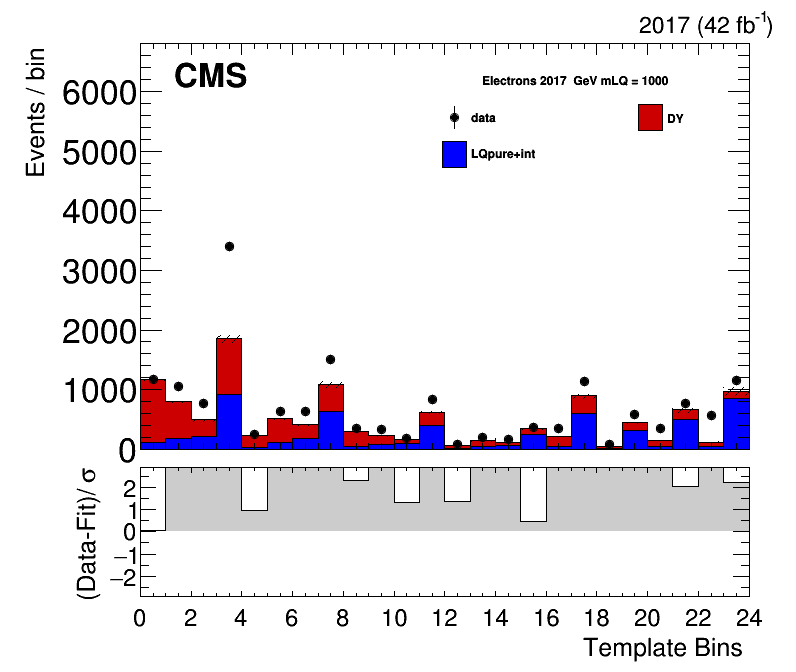 2017 (42 fb-1)
CMS
Electrons 2017 GeV mLQ = 1000
data
DY
LQpure+int
Events / bin
6000
5000
4000
3000
2000
1000
0
(Data-Fit)/ σ
2
1
0
−1
−2
0 2 4 6 8 10 12 14 16 18 20 22 24
Template Bins